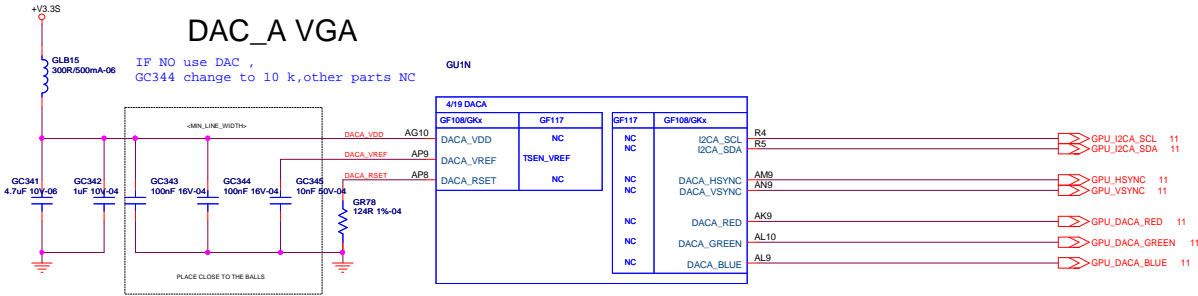 +V3.3S
DAC_A VGA
GLB15
300R/500mA-06
IF NO use DAC ,
GC344 change to 10 k,other parts NC
GU1N
4/19 DACA
GF108/GKx
GF117
GF117
GF108/GKx
<MIN_LINE_WIDTH>
DACA_VDD
AG10
DACA_VDD
NC
NC
I2CA_SCL
R4
GPU_I2CA_SCL 11
NC
I2CA_SDA
R5
GPU_I2CA_SDA 11
DACA_VREF
AP9
DACA_VREF
TSEN_VREF
DACA_RSET
AP8
DACA_RSET
NC
NC
DACA_HSYNC
AM9
GPU_HSYNC 11
NC
DACA_VSYNC
AN9
GPU_VSYNC 11
GC341
4.7uF 10V-06
GC342
1uF 10V-04
GC343
100nF 16V-04
GC344
100nF 16V-04
GC345
10nF 50V-04
GR78
124R 1%-04
NC
DACA_RED
AK9
GPU_DACA_RED 11
NC
DACA_GREEN
AL10
GPU_DACA_GREEN 11
NC
DACA_BLUE
AL9
GPU_DACA_BLUE 11
PLACE CLOSE TO THE BALLS